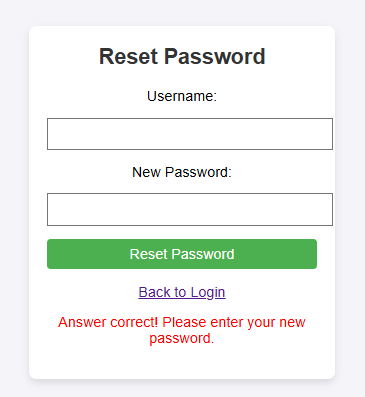 Reset Password
Username:
New Password:
Reset Password
Back to Login
Answer correct! Please enter your new
password.